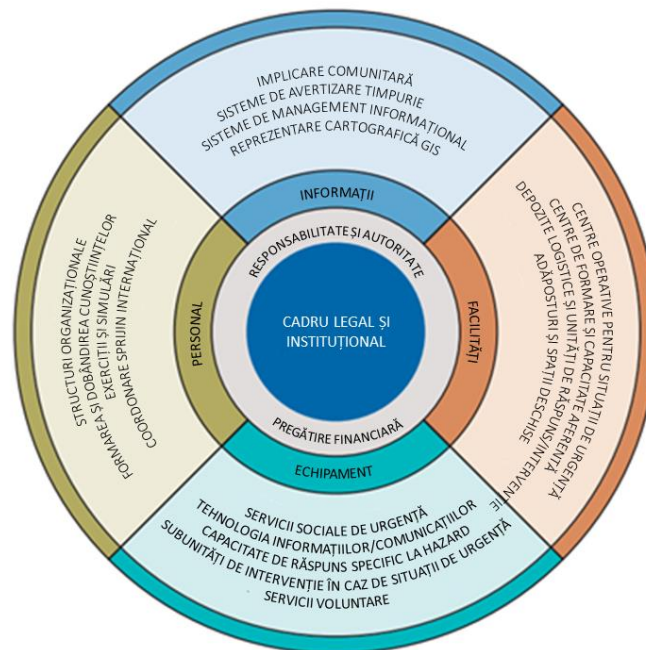 IMPLICARE COMUNITARĂ
SISTEME DE AVERTIZARE TIMPURIE
SISTEME DE MANAGEMENT INFORMAȚIONAL
REPREZENTARE CARTOGRAFICĂ GIS
INFORMAȚII
RESPONSABILITATE ȘI AUTORITATE
CADRU LEGAL ȘI
INSTITUȚIONAL
PREGĂTIRE FINANCIARĂ
PERSONAL
STRUCTURI ORGANIZAȚIONALE
FORMAREA ȘI DOBÂNDIREA CUNOȘTIINȚELOR
EXERCIȚII ȘI SIMULĂRI
COORDONARE SPRIJIN INTERNAȚIONAL
FACILITĂȚI
CENTRE OPERATIVE PENTRU SITUAȚII DE URGENȚĂ
CENTRE DE FORMARE ȘI CAPACITATE AFERENTĂ
DEPOZITE LOGISTICE ȘI UNITĂȚI DE RĂSPUNS/INTERVENȚIE
ADĂPOSTURI ȘI SPAȚII DESCHISE
ECHIPAMENT
SERVICII SOCIALE DE URGENȚĂ
TEHNOLOGIA INFORMAȚIILOR/COMUNICAȚIILOR
CAPACITATE DE RĂSPUNS SPECIFIC LA HAZARD
SUBUNITĂȚI DE INTERVENȚIE ÎN CAZ DE SITUAȚII DE URGENȚĂ
SERVICII VOLUNTARE